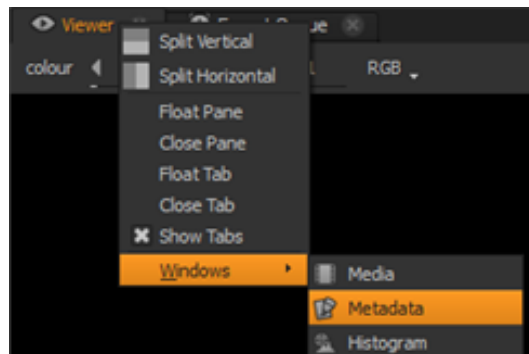 Viewer
Split Vertical
colour
Split Horizontal
RGB
Float Pane
Close Pane
Float Tab
Close Tab
Show Tabs
Windows
Media
Metadata
Histogram